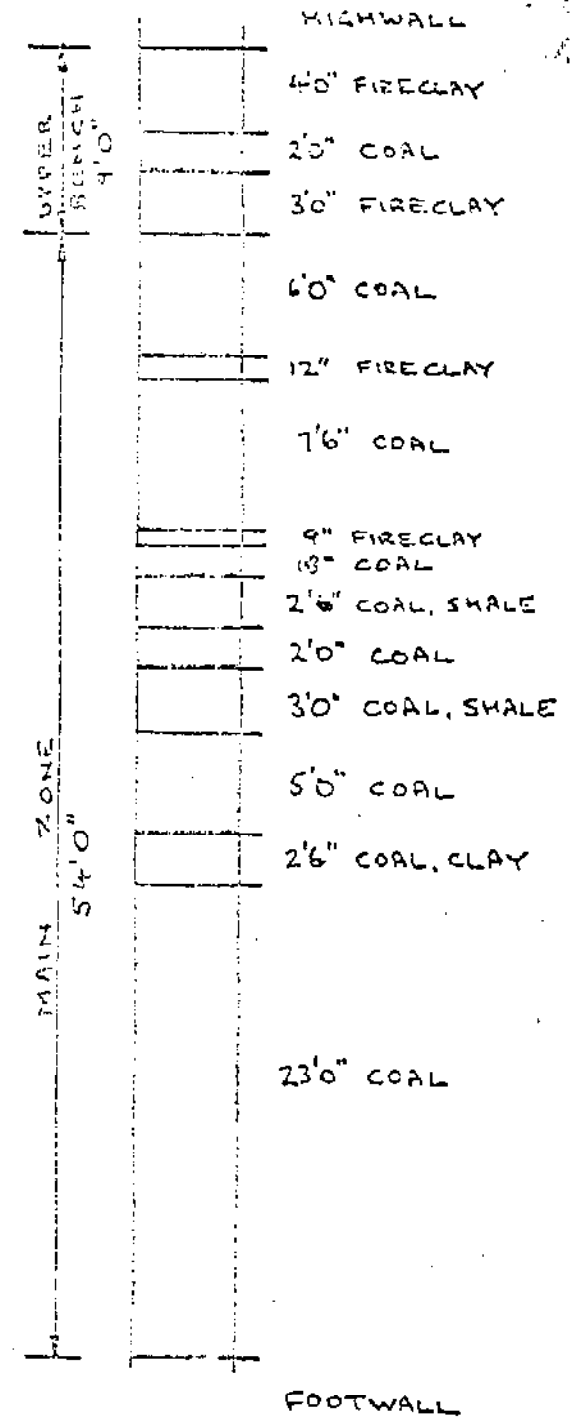 HIGHWALL
4'0" FIRECLAY
2'0" COAL
3'0" FIRECLAY
UPPER
BENCH
9'0"
6'0" COAL
12" FIRECLAY
7'6" COAL
9" FIRECLAY
18" COAL
2'6" COAL, SHALE
2'0" COAL
3'0" COAL, SHALE
5'0" COAL
2'6" COAL, CLAY
23'0" COAL
MAIN ZONE
54'0"
FOOTWALL